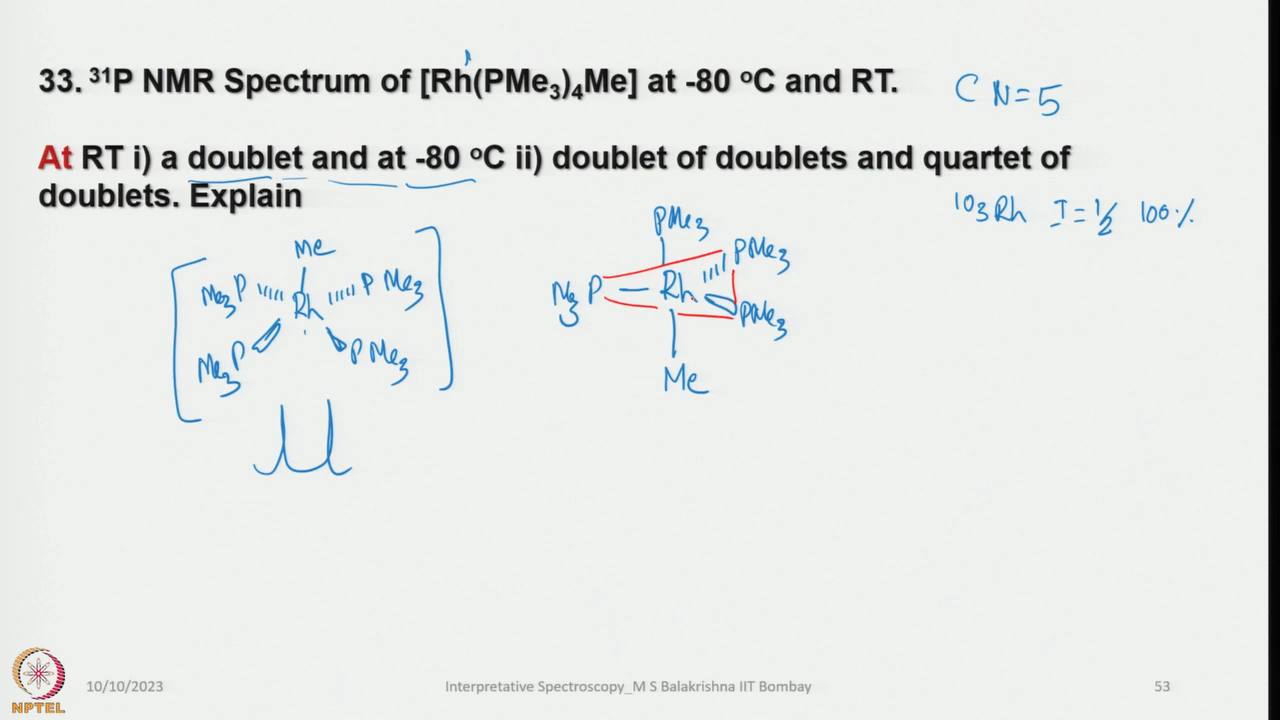 33. ³¹P NMR Spectrum of [Rh(PMe₃)₄Me] at -80 ºC and RT.
I
C N=5
At RT i) a doublet and at -80 ºC ii) doublet of doublets and quartet of
doublets. Explain
103Rh I=1/2 100%
Me
Me₃P PMe₃
Rh
Me₃P PMe₃
PMe₃
PMe₃
Me₃P Rh
PMe₃
Me
NPTEL
10/10/2023
Interpretative Spectroscopy_M S Balakrishna IIT Bombay
53